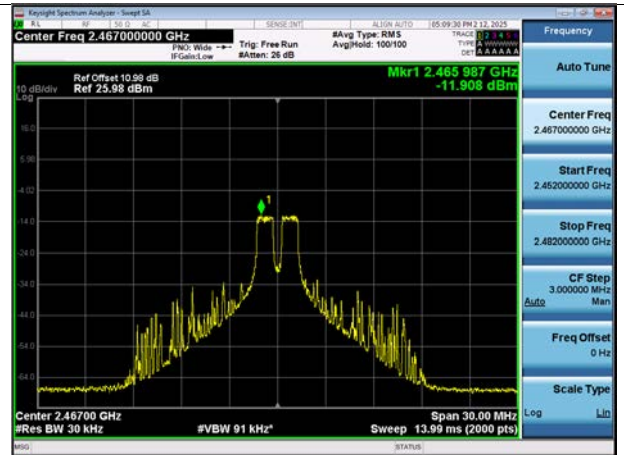 Keysight Spectrum Analyzer - Swept SA
RL RF 50 Ω AC SENSE:INT ALIGN AUTO 05:09:30 PM 2 12, 2025
Center Freq 2.467000000 GHz
PNO: Wide
IFGain:Low
Trig: Free Run
#Atten: 26 dB
#Avg Type: RMS
Avg|Hold: 100/100
TRACE 1 2 3 4 5 6
TYPE A WWWWW
DET A A A A A A
Ref Offset 10.98 dB
Ref 25.98 dBm
10 dB/div
Log
Mkr1 2.465 987 GHz
-11.908 dBm
16.0
5.98
-4.02
-14.0
-24.0
-34.0
-44.0
-54.0
-64.0
1
Center 2.46700 GHz
Span 30.00 MHz
#Res BW 30 kHz
#VBW 91 kHz*
Sweep 13.99 ms (2000 pts)
MSG
STATUS
Frequency
Auto Tune
Center Freq
2.467000000 GHz
Start Freq
2.452000000 GHz
Stop Freq
2.482000000 GHz
CF Step
3.000000 MHz
Auto Man
Freq Offset
0 Hz
Scale Type
Log Lin